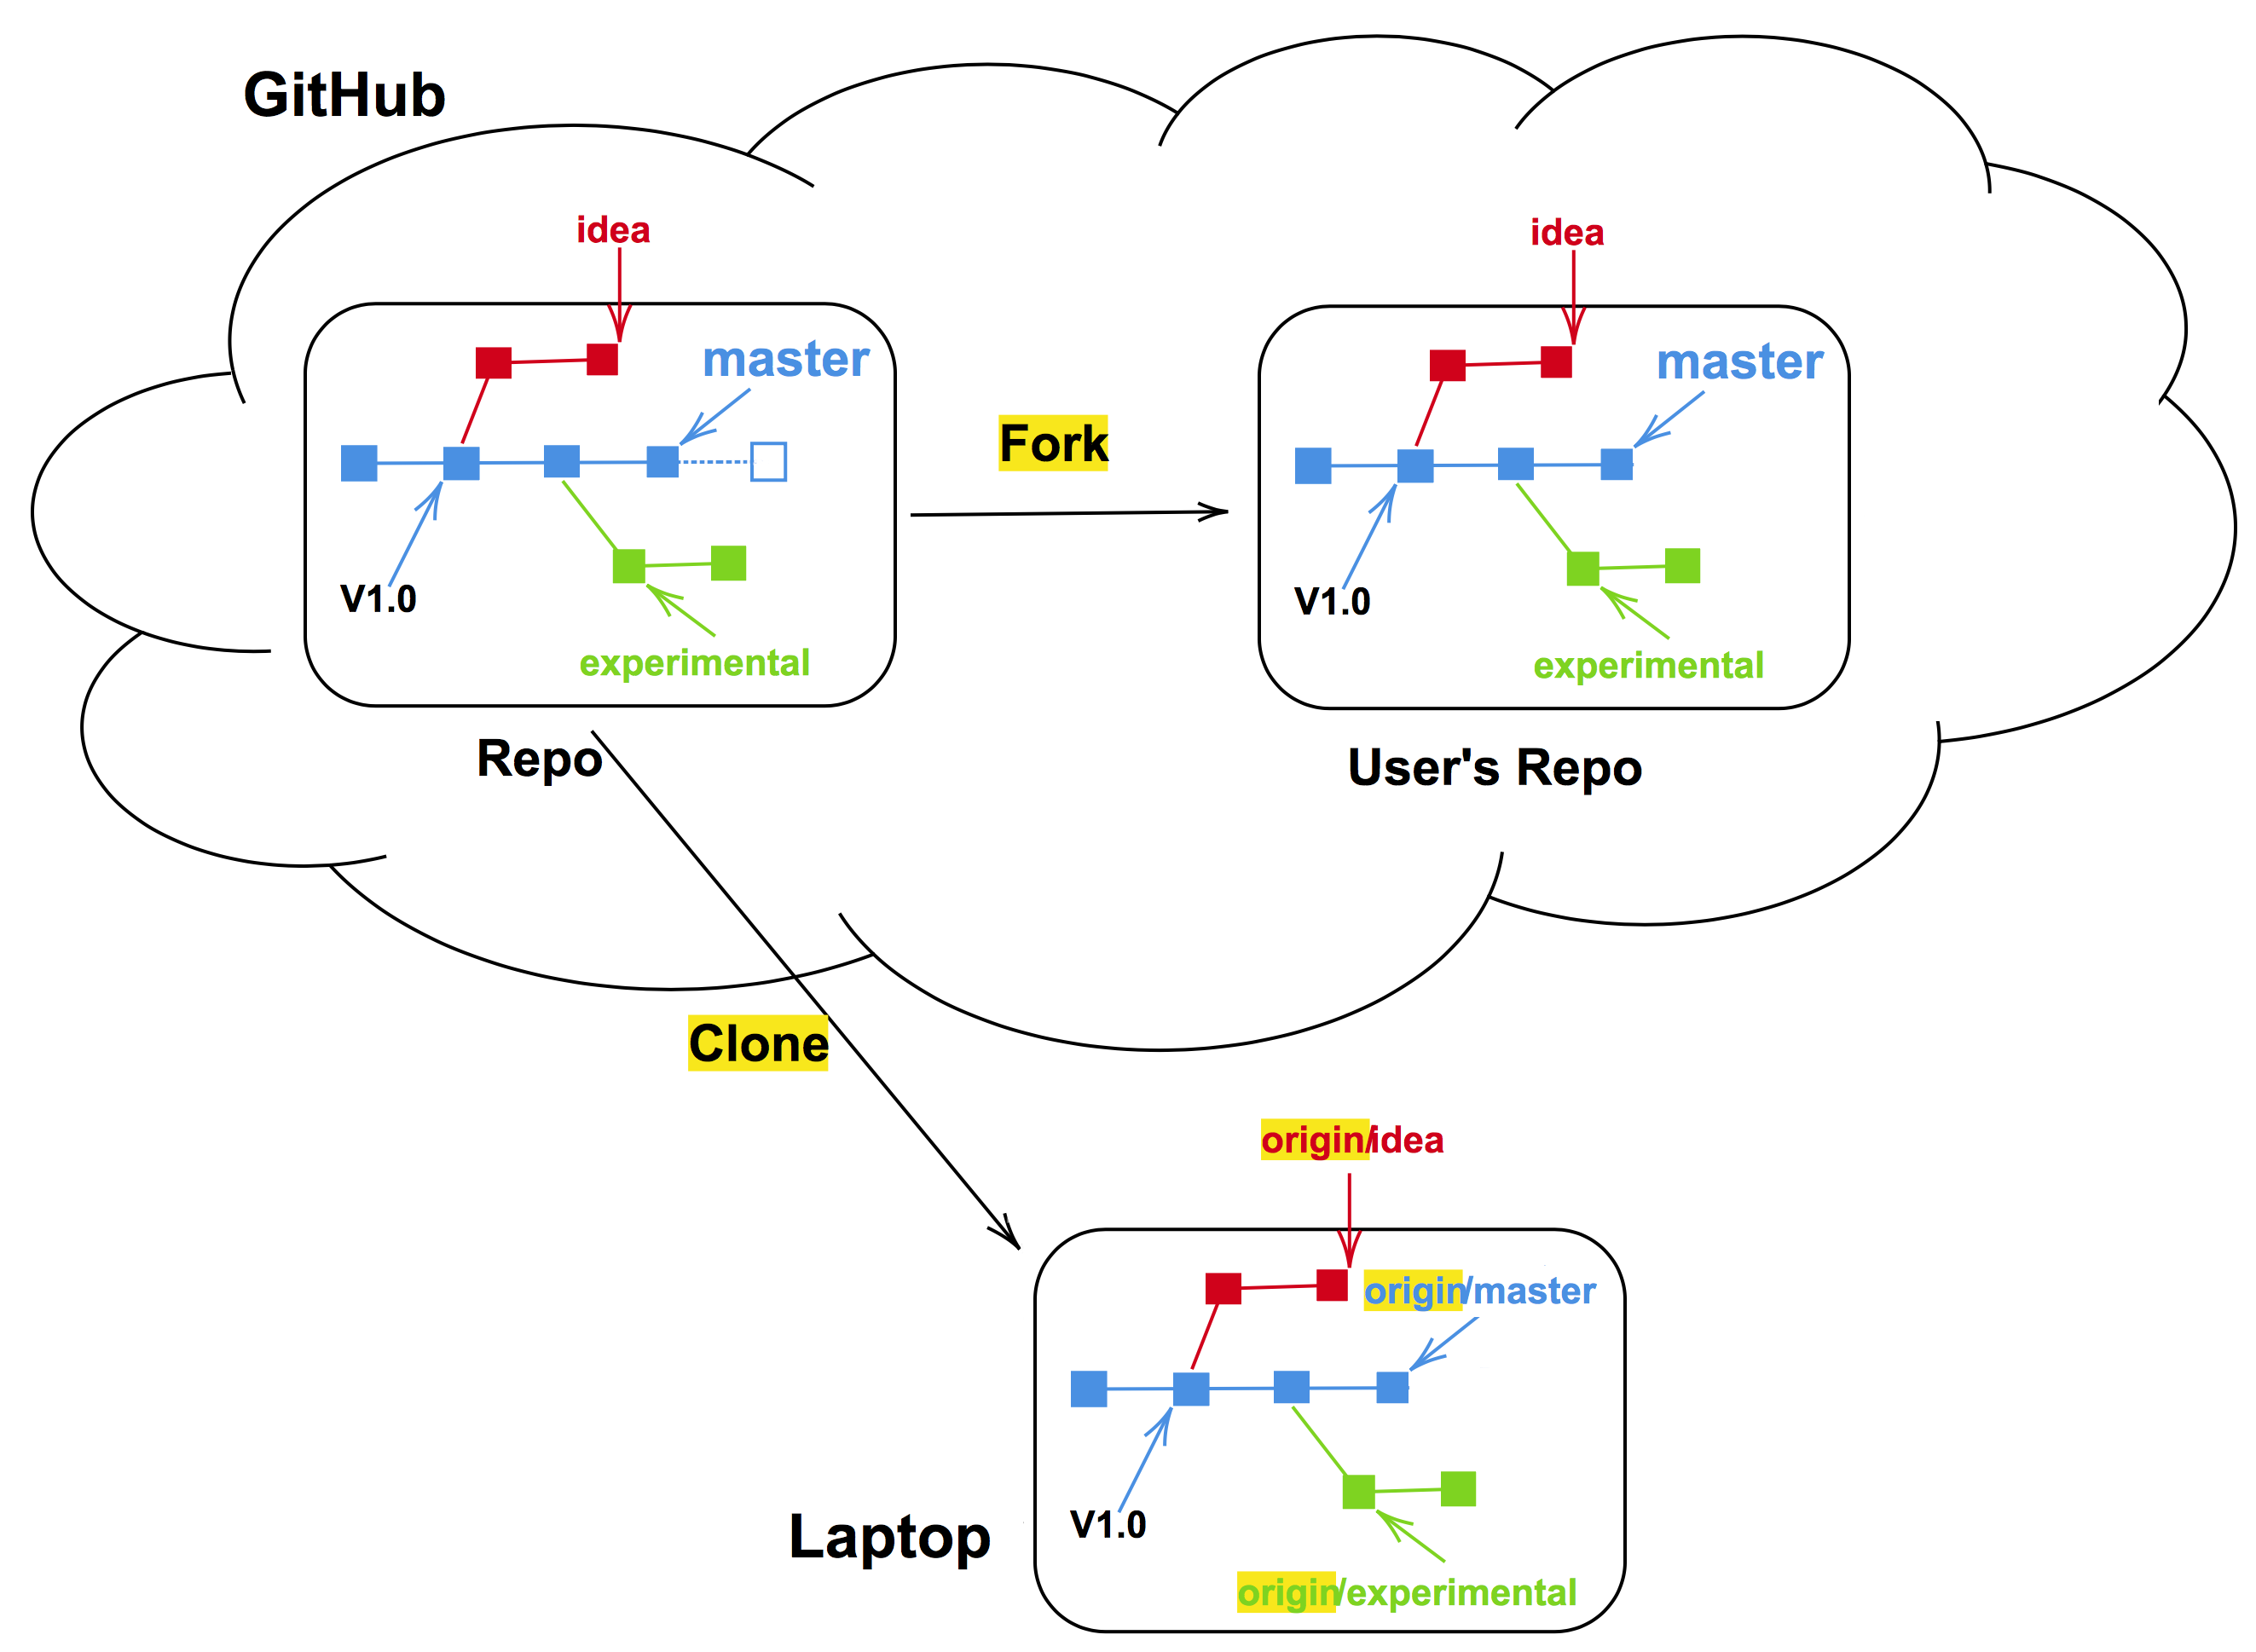 GitHub
idea
master
V1.0
experimental
Repo
Fork
idea
master
V1.0
experimental
User's Repo
Clone
origin/idea
origin/master
V1.0
origin/experimental
Laptop